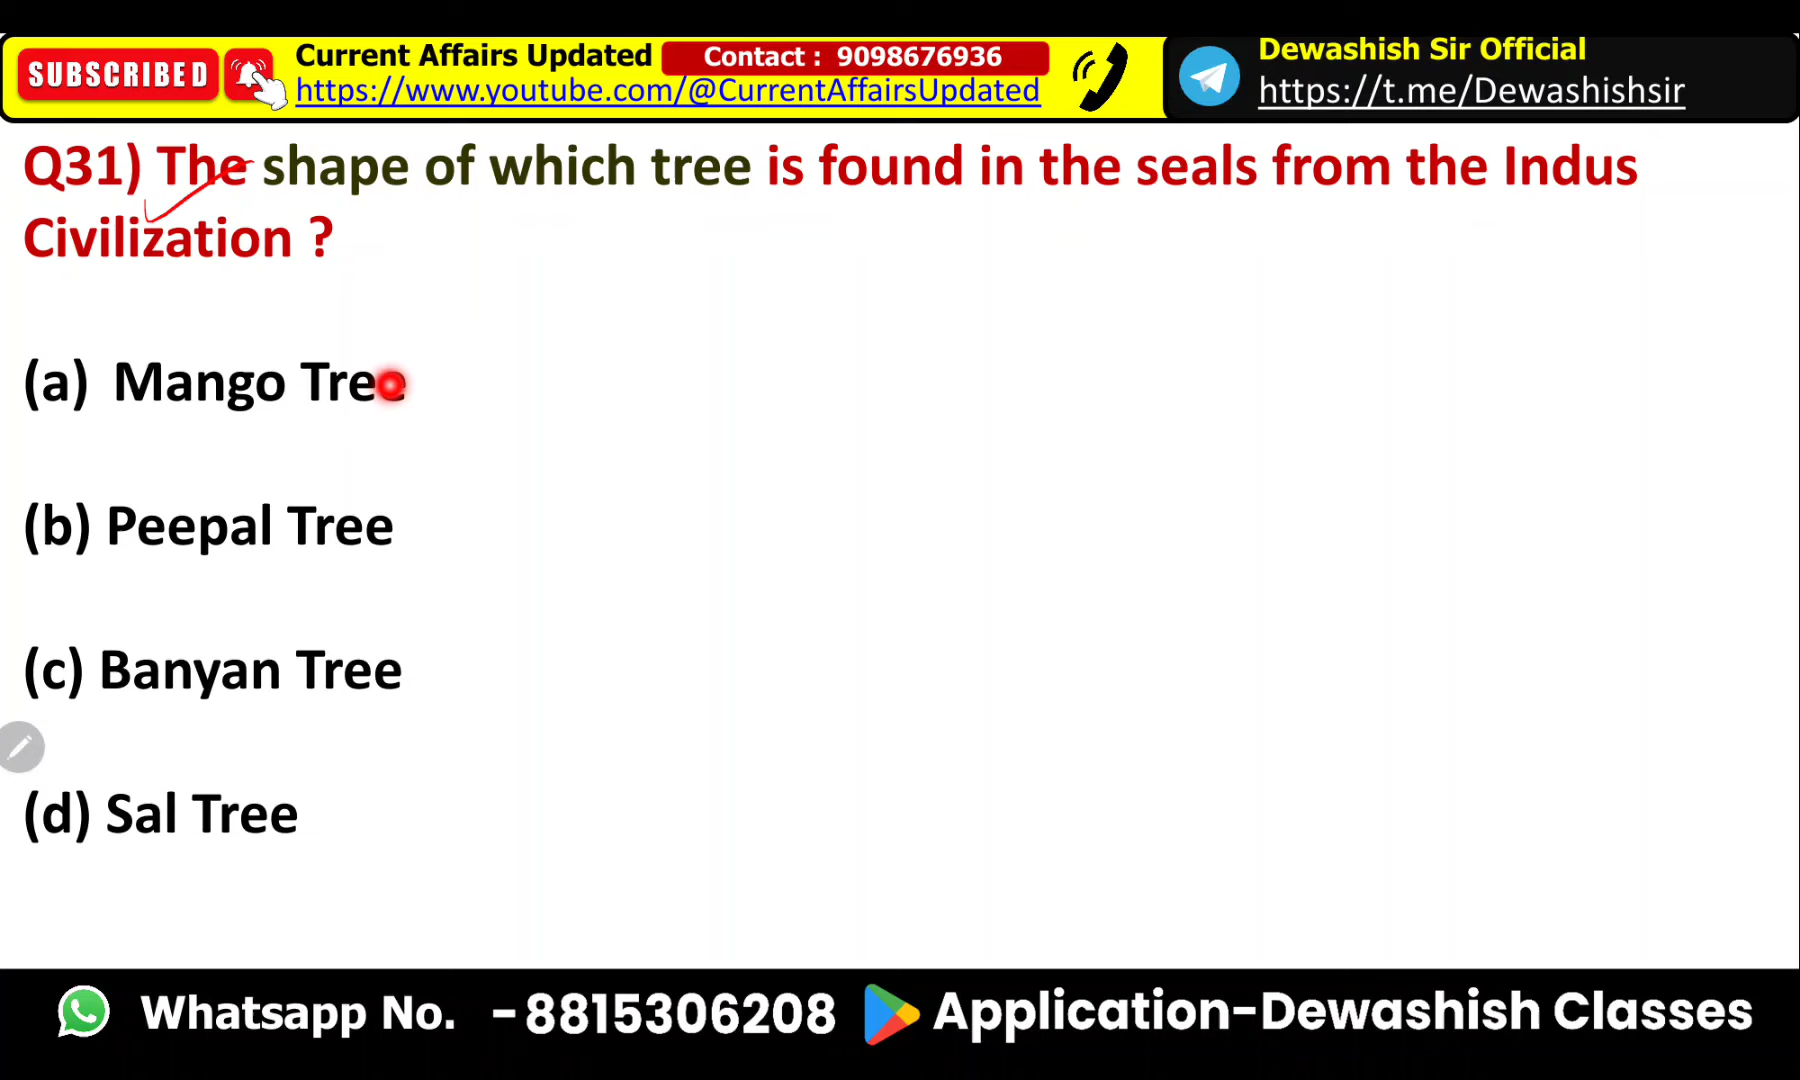 SUBSCRIBED
Current Affairs Updated
Contact : 9098676936
https://www.youtube.com/@CurrentAffairsUpdated
Dewashish Sir Official
https://t.me/Dewashishsir
Q31) The shape of which tree is found in the seals from the Indus
Civilization ?
(a) Mango Tree
(b) Peepal Tree
(c) Banyan Tree
(d) Sal Tree
Whatsapp No. -8815306208
Application-Dewashish Classes